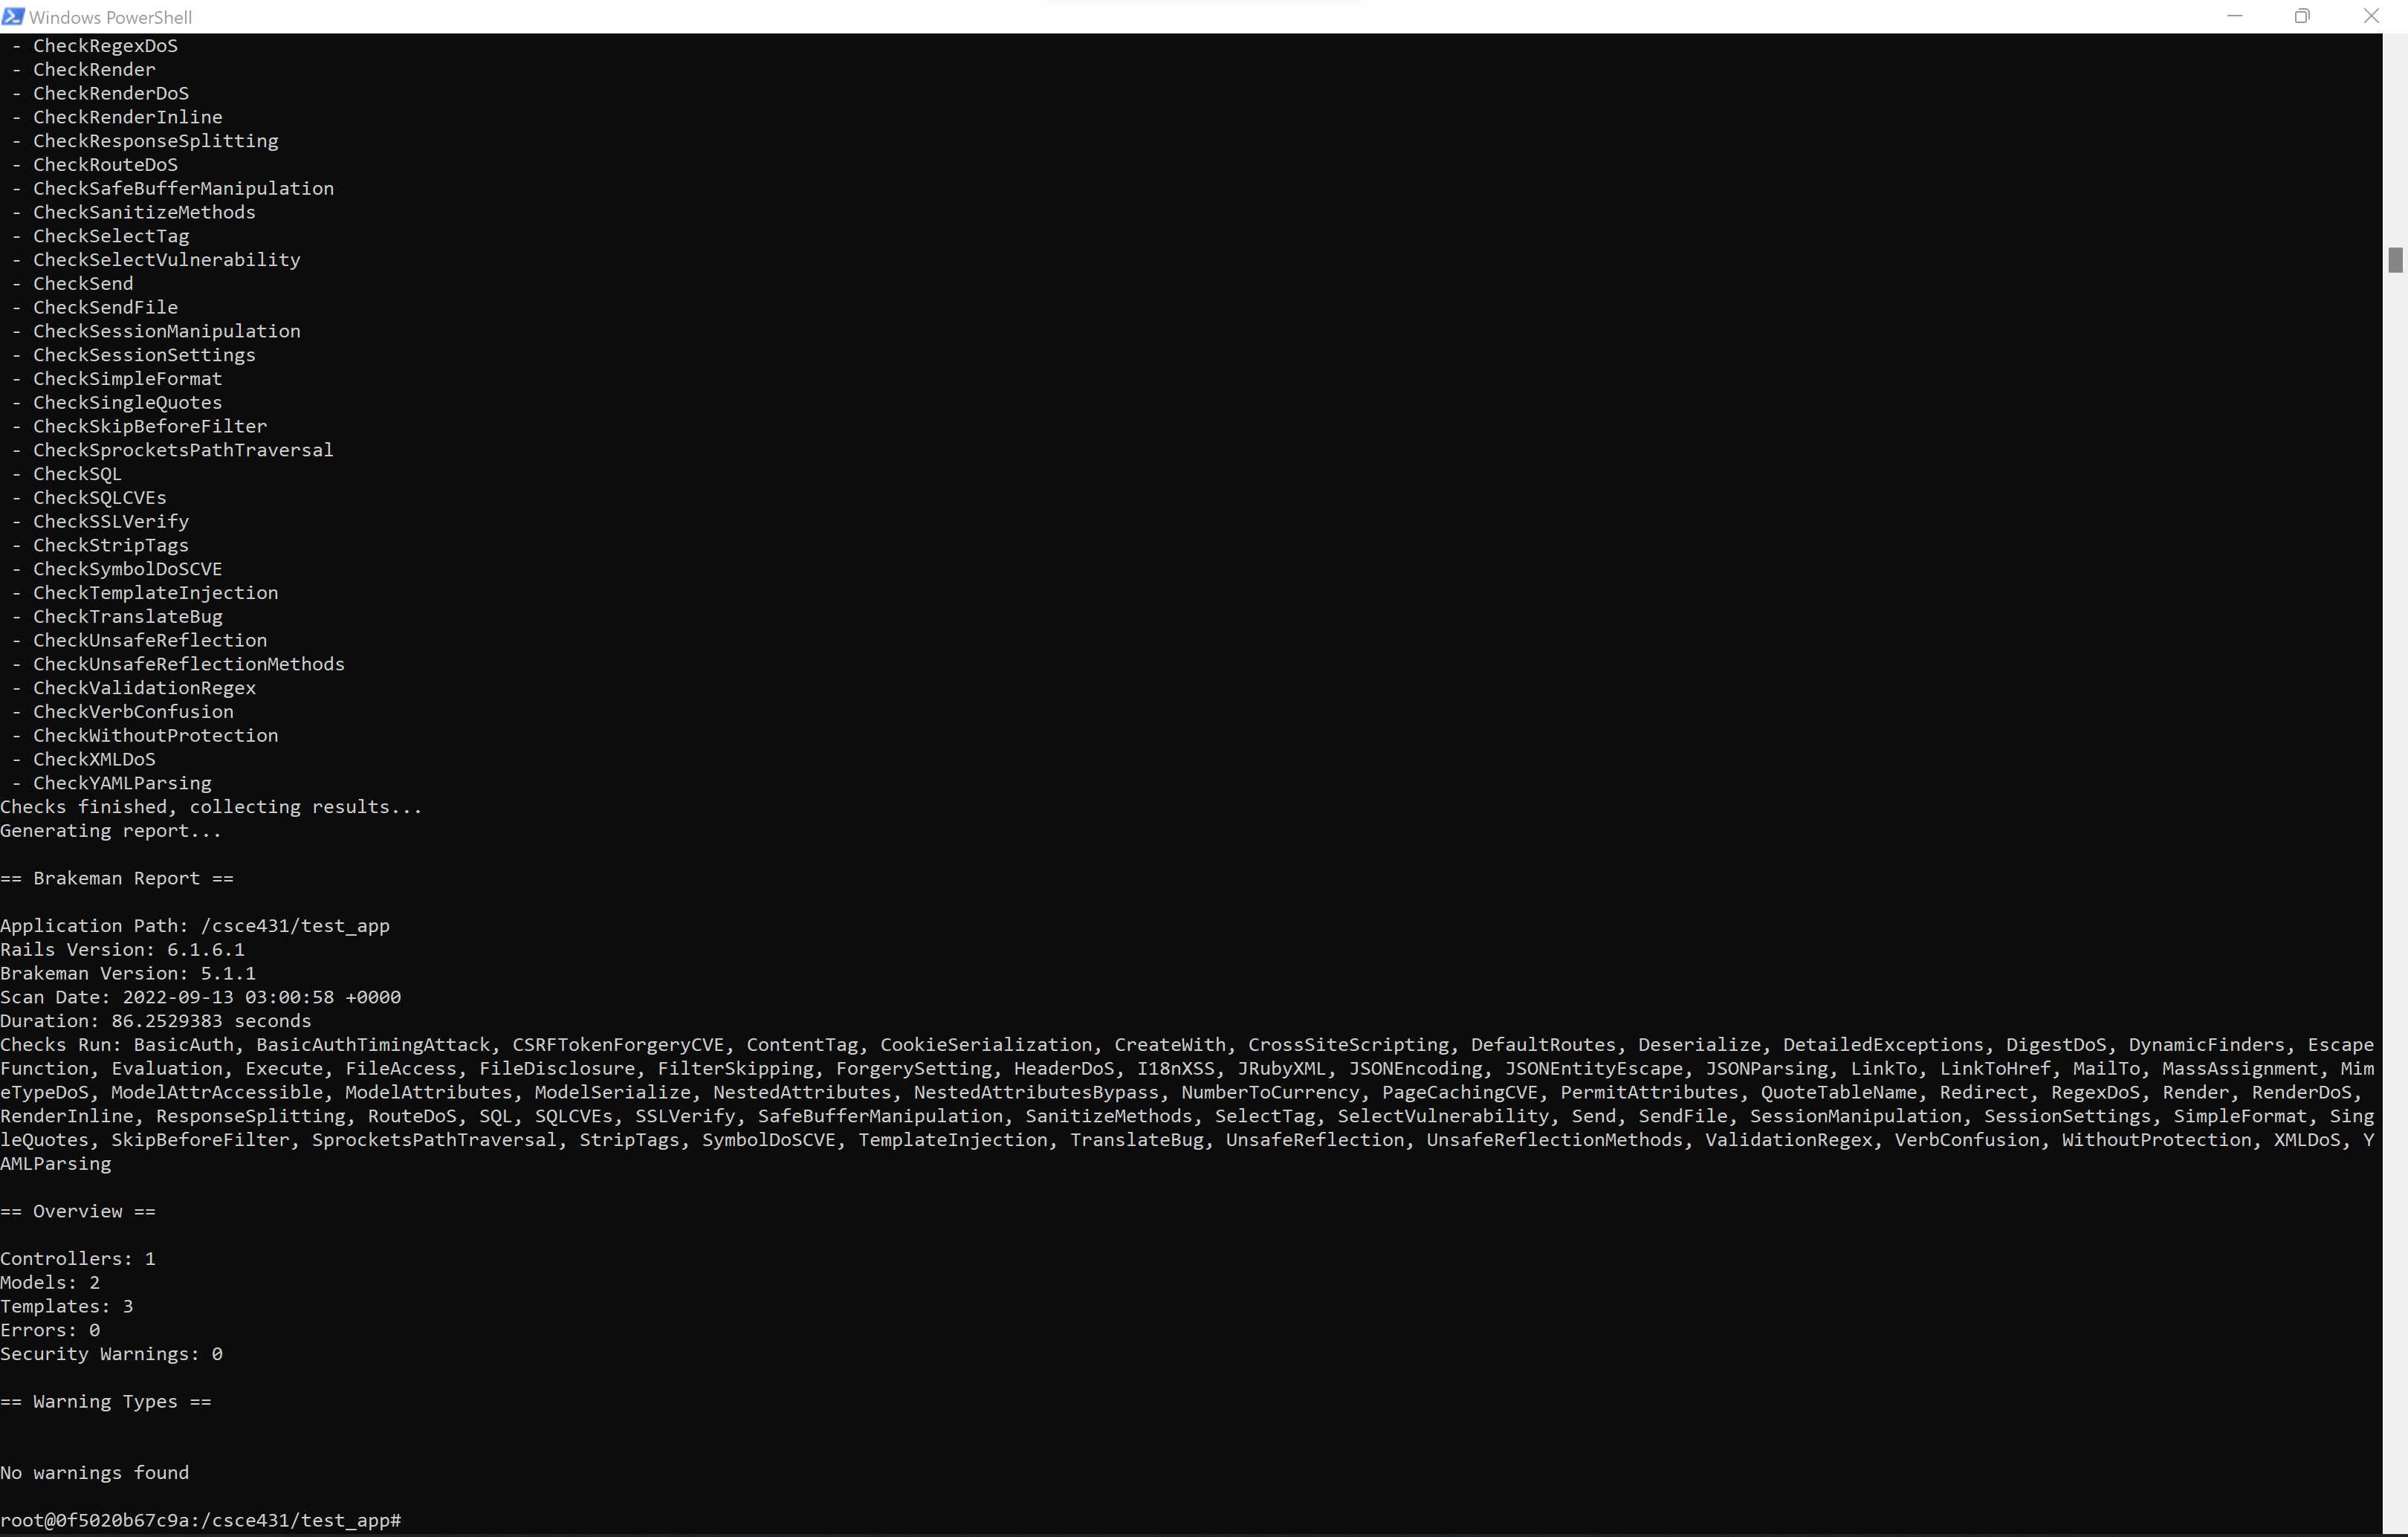 Windows PowerShell
- CheckRegexDoS
- CheckRender
- CheckRenderDoS
- CheckRenderInline
- CheckResponseSplitting
- CheckRouteDoS
- CheckSafeBufferManipulation
- CheckSanitizeMethods
- CheckSelectTag
- CheckSelectVulnerability
- CheckSend
- CheckSendFile
- CheckSessionManipulation
- CheckSessionSettings
- CheckSimpleFormat
- CheckSingleQuotes
- CheckSkipBeforeFilter
- CheckSprocketsPathTraversal
- CheckSQL
- CheckSQLCVEs
- CheckSSLVerify
- CheckStripTags
- CheckSymbolDoSCVE
- CheckTemplateInjection
- CheckTranslateBug
- CheckUnsafeReflection
- CheckUnsafeReflectionMethods
- CheckValidationRegex
- CheckVerbConfusion
- CheckWithoutProtection
- CheckXMLDoS
- CheckYAMLParsing
Checks finished, collecting results...
Generating report...
== Brakeman Report ==
Application Path: /csce431/test_app
Rails Version: 6.1.6.1
Brakeman Version: 5.1.1
Scan Date: 2022-09-13 03:00:58 +0000
Duration: 86.2529383 seconds
Checks Run: BasicAuth, BasicAuthTimingAttack, CSRFTokenForgeryCVE, ContentTag, CookieSerialization, CreateWith, CrossSiteScripting, DefaultRoutes, Deserialize, DetailedExceptions, DigestDoS, DynamicFinders, Escape
Function, Evaluation, Execute, FileAccess, FileDisclosure, FilterSkipping, ForgerySetting, HeaderDoS, I18nXSS, JRubyXML, JSONEncoding, JSONEntityEscape, JSONParsing, LinkTo, LinkToHref, MailTo, MassAssignment, Mim
eTypeDoS, ModelAttrAccessible, ModelAttributes, ModelSerialize, NestedAttributes, NestedAttributesBypass, NumberToCurrency, PageCachingCVE, PermitAttributes, QuoteTableName, Redirect, RegexDoS, Render, RenderDoS,
RenderInline, ResponseSplitting, RouteDoS, SQL, SQLCVEs, SSLVerify, SafeBufferManipulation, SanitizeMethods, SelectTag, SelectVulnerability, Send, SendFile, SessionManipulation, SessionSettings, SimpleFormat, Sing
leQuotes, SkipBeforeFilter, SprocketsPathTraversal, StripTags, SymbolDoSCVE, TemplateInjection, TranslateBug, UnsafeReflection, UnsafeReflectionMethods, ValidationRegex, VerbConfusion, WithoutProtection, XMLDoS, Y
AMLParsing
== Overview ==
Controllers: 1
Models: 2
Templates: 3
Errors: 0
Security Warnings: 0
== Warning Types ==
No warnings found
root@0f5020b67c9a:/csce431/test_app#